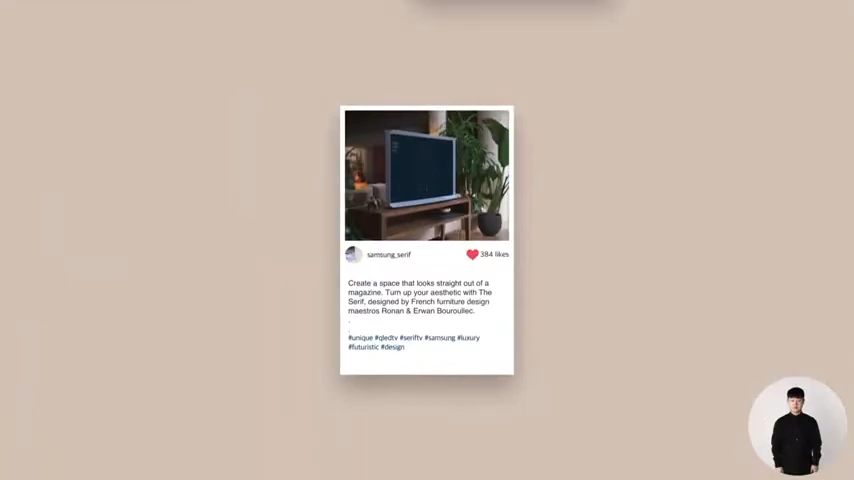 samsung_serif
384 likes
Create a space that looks straight out of a
magazine. Turn up your aesthetic with The
Serif, designed by French furniture design
maestros Ronan & Erwan Bouroullec.
.
.
#unique #qledtv #seriftv #samsung #luxury
#futuristic #design